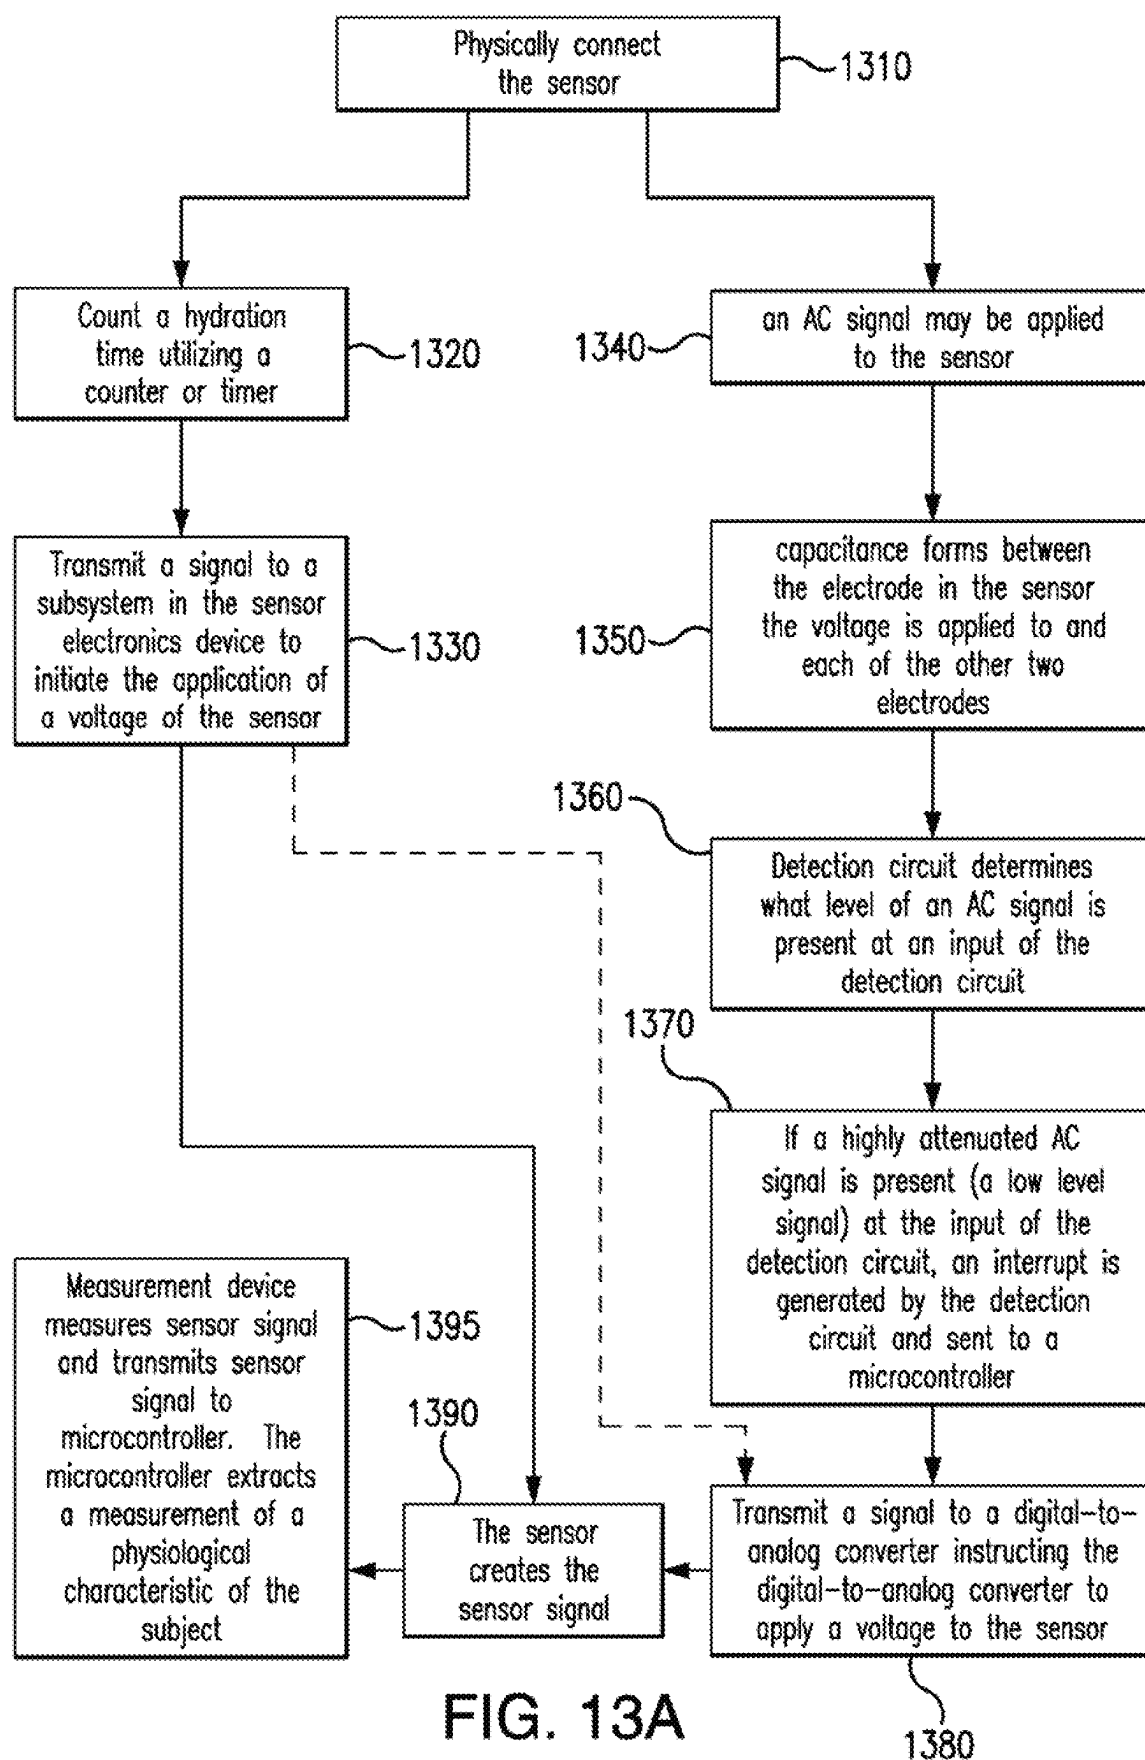 Physically connect
the sensor
1310
Count a hydration
time utilizing a
counter or timer
1320
1340
an AC signal may be applied
to the sensor
Transmit a signal to a
subsystem in the sensor
electronics device to
initiate the application of
a voltage of the sensor
1330
1350
capacitance forms between
the electrode in the sensor
the voltage is applied to and
each of the other two
electrodes
1360
Detection circuit determines
what level of an AC signal is
present at an input of the
detection circuit
1370
If a highly attenuated AC
signal is present (a low level
signal) at the input of the
detection circuit, an interrupt is
generated by the detection
circuit and sent to a
microcontroller
Measurement device
measures sensor signal
and transmits sensor
signal to
microcontroller. The
microcontroller extracts
a measurement of a
physiological
characteristic of the
subject
1395
1390
The sensor
creates the
sensor signal
Transmit a signal to a digital-to-
analog converter instructing the
digital-to-analog converter to
apply a voltage to the sensor
1380
FIG. 13A